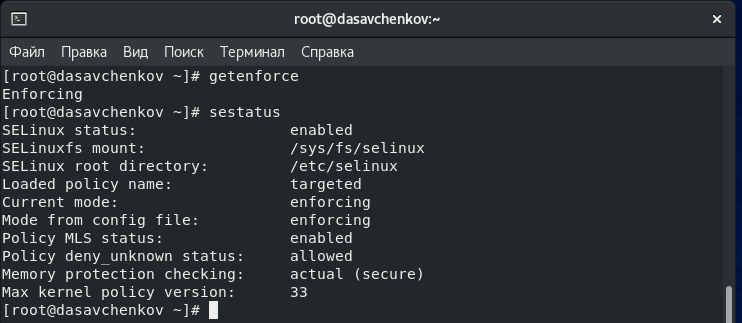 root@dasavchenkov:~
Файл Правка Вид Поиск Терминал Справка
[root@dasavchenkov ~]# getenforce
Enforcing
[root@dasavchenkov ~]# sestatus
SELinux status:                 enabled
SELinuxfs mount:                /sys/fs/selinux
SELinux root directory:         /etc/selinux
Loaded policy name:             targeted
Current mode:                   enforcing
Mode from config file:          enforcing
Policy MLS status:              enabled
Policy deny_unknown status:     allowed
Memory protection checking:     actual (secure)
Max kernel policy version:      33
[root@dasavchenkov ~]#